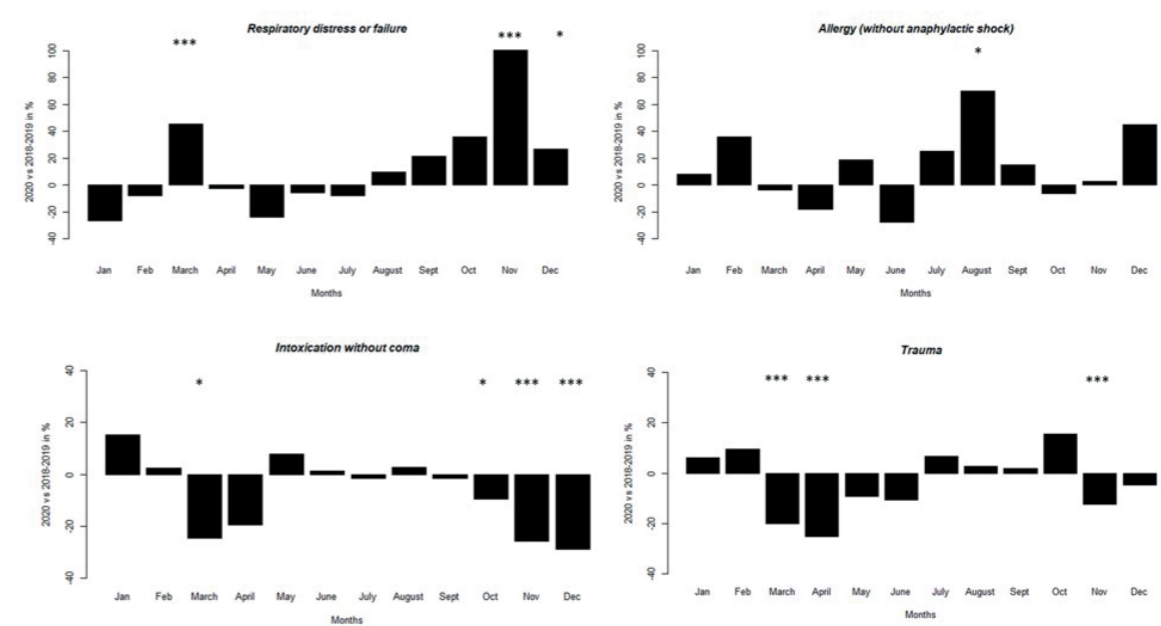 Respiratory distress or failure
*** *** *
2020 vs 2018-2019 in %
100
80
60
40
20
0
-20
-40
Jan Feb March April May June July August Sept Oct Nov Dec
Months
Allergy (without anaphylactic shock)
*
2020 vs 2018-2019 in %
100
80
60
40
20
0
-20
-40
Jan Feb March April May June July August Sept Oct Nov Dec
Months
Intoxication without coma
* * *** ***
2020 vs 2018-2019 in %
40
20
0
-20
-40
Jan Feb March April May June July August Sept Oct Nov Dec
Months
Trauma
*** *** ***
2020 vs 2018-2019 in %
40
20
0
-20
-40
Jan Feb March April May June July August Sept Oct Nov Dec
Months